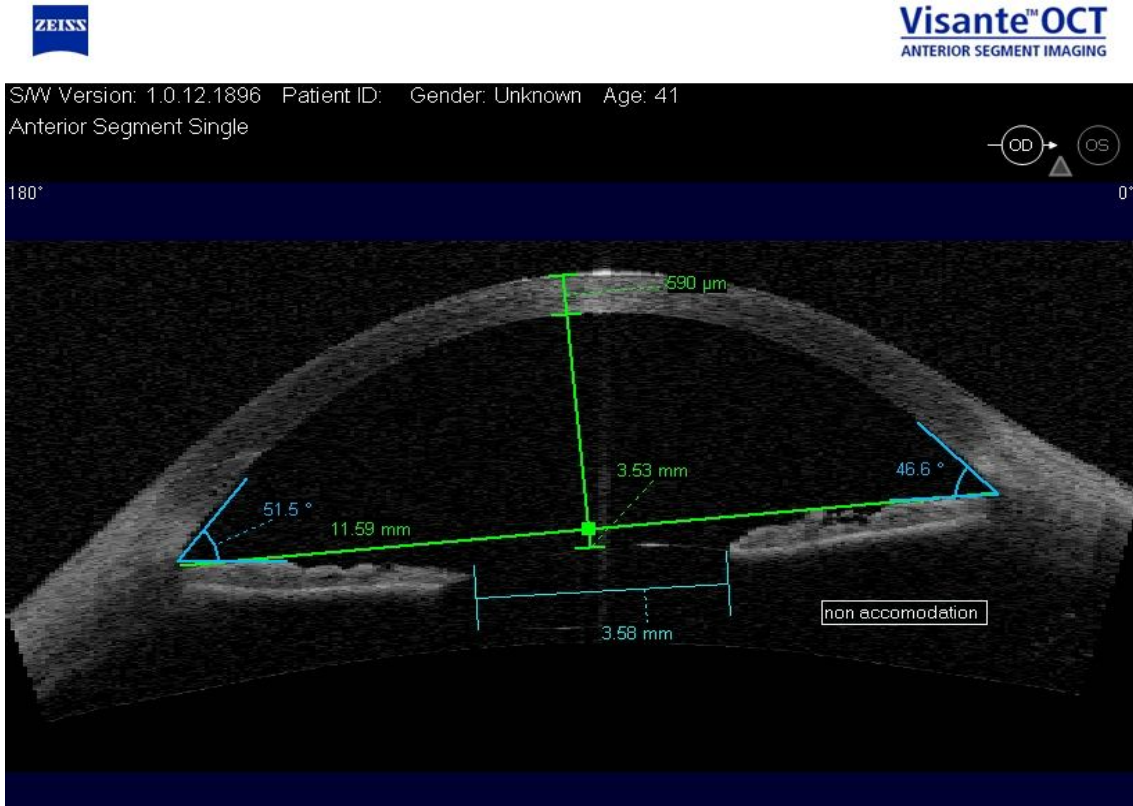 ZEISS
Visante™ OCT
ANTERIOR SEGMENT IMAGING
S/W Version: 1.0.12.1896 Patient ID: Gender: Unknown Age: 41
Anterior Segment Single
OD OS
180° 0°
590 µm
3.53 mm
46.6 °
51.5 °
11.59 mm
non accomodation
3.58 mm